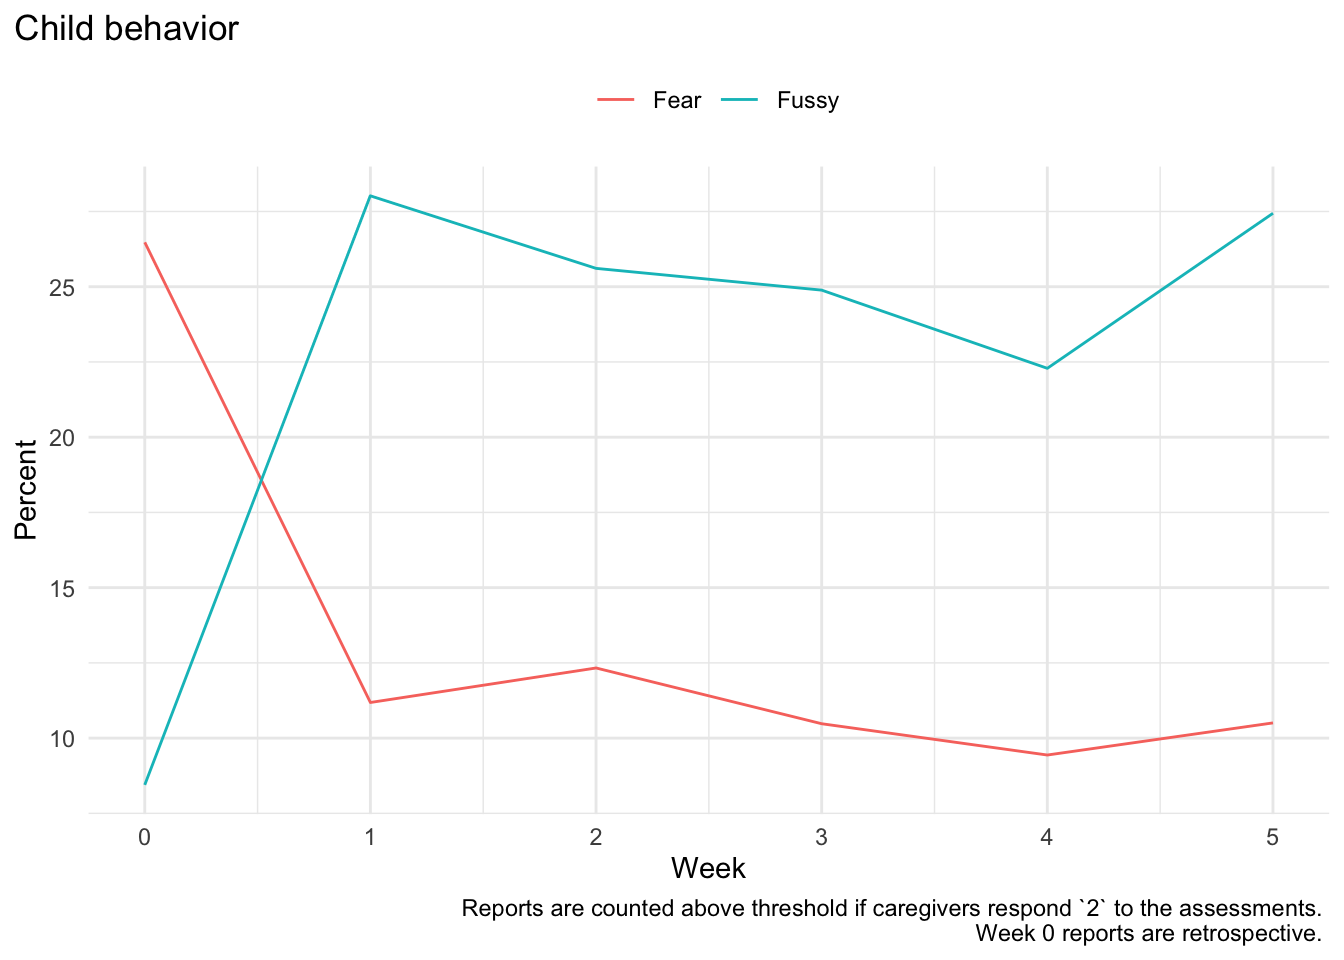 Child behavior
Fear Fussy
25
20
15
10
Percent
0 1 2 3 4 5
Week
Reports are counted above threshold if caregivers respond `2` to the assessments.
Week 0 reports are retrospective.